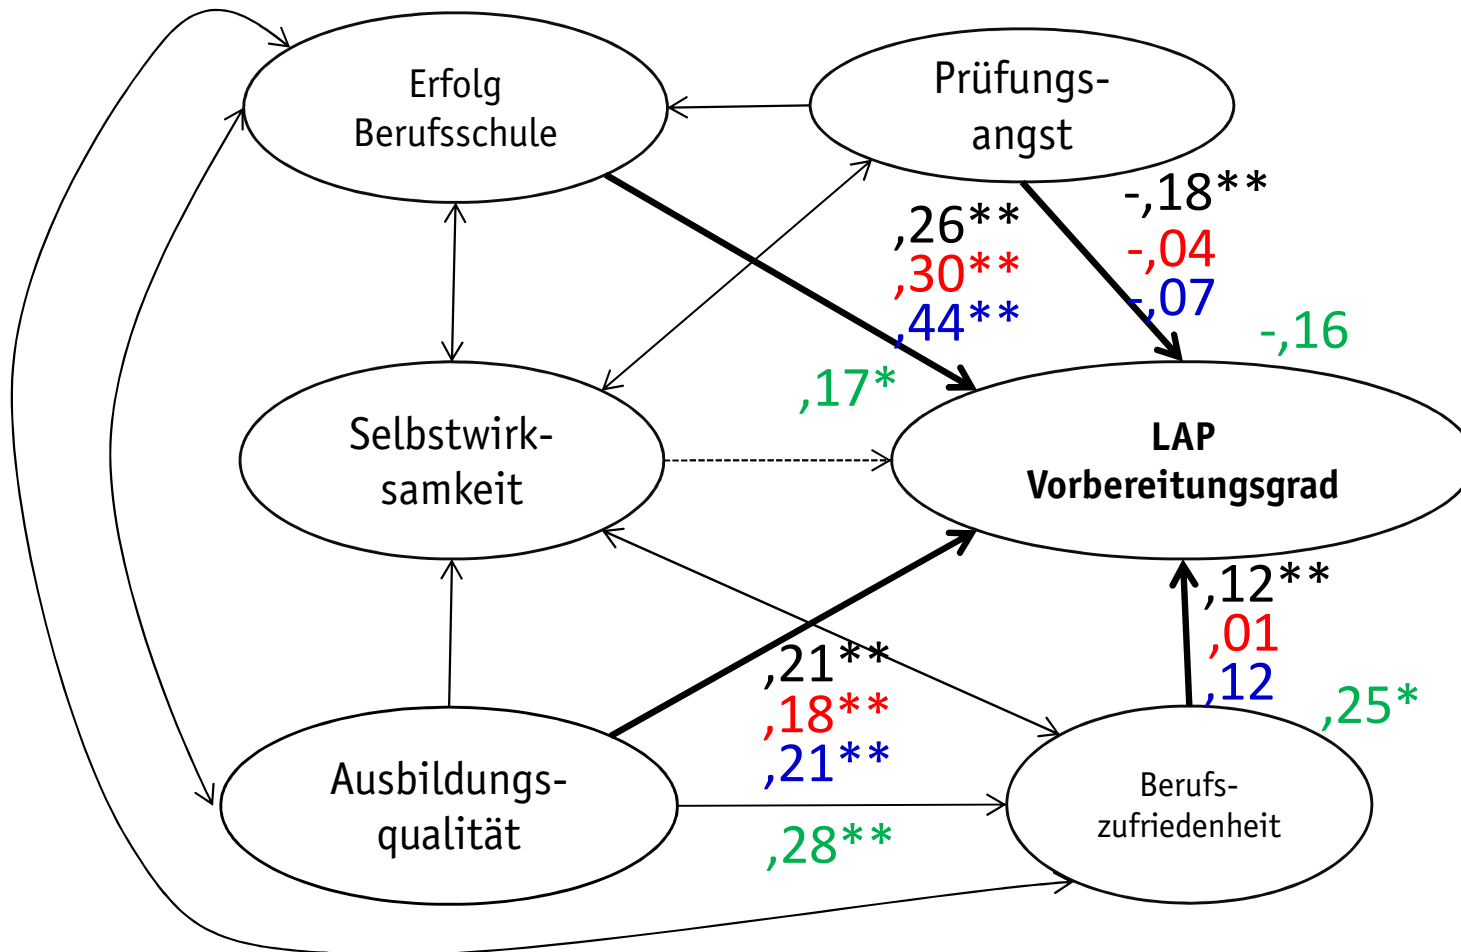 Erfolg
Berufsschule
Prüfungs-
angst
-,18**
-,04
-,07
-,16
,26**
,30**
,44**
,17*
Selbstwirk-
samkeit
LAP
Vorbereitungsgrad
,12**
,01
,12
,25*
,21**
,18**
,21**
,28**
Ausbildungs-
qualität
Berufs-
zufriedenheit